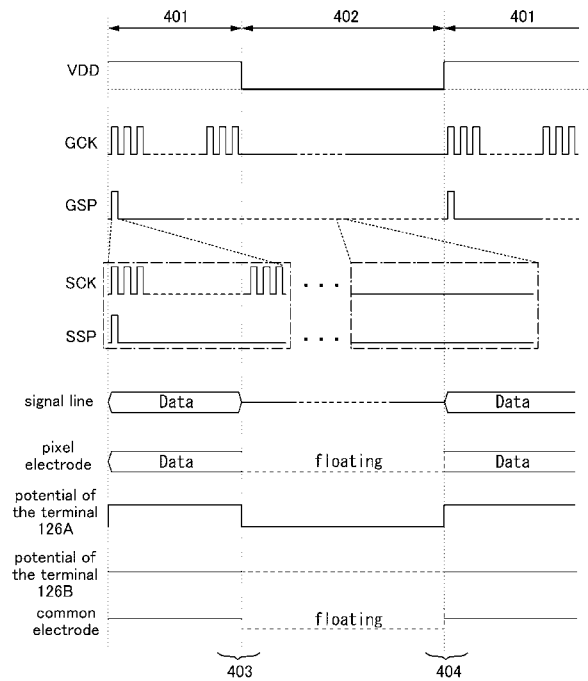 401 402 401
VDD
GCK
GSP
SCK
SSP
signal line Data Data
pixel
electrode Data floating Data
potential of
the terminal
126A
potential of
the terminal
126B
common
electrode floating
403 404